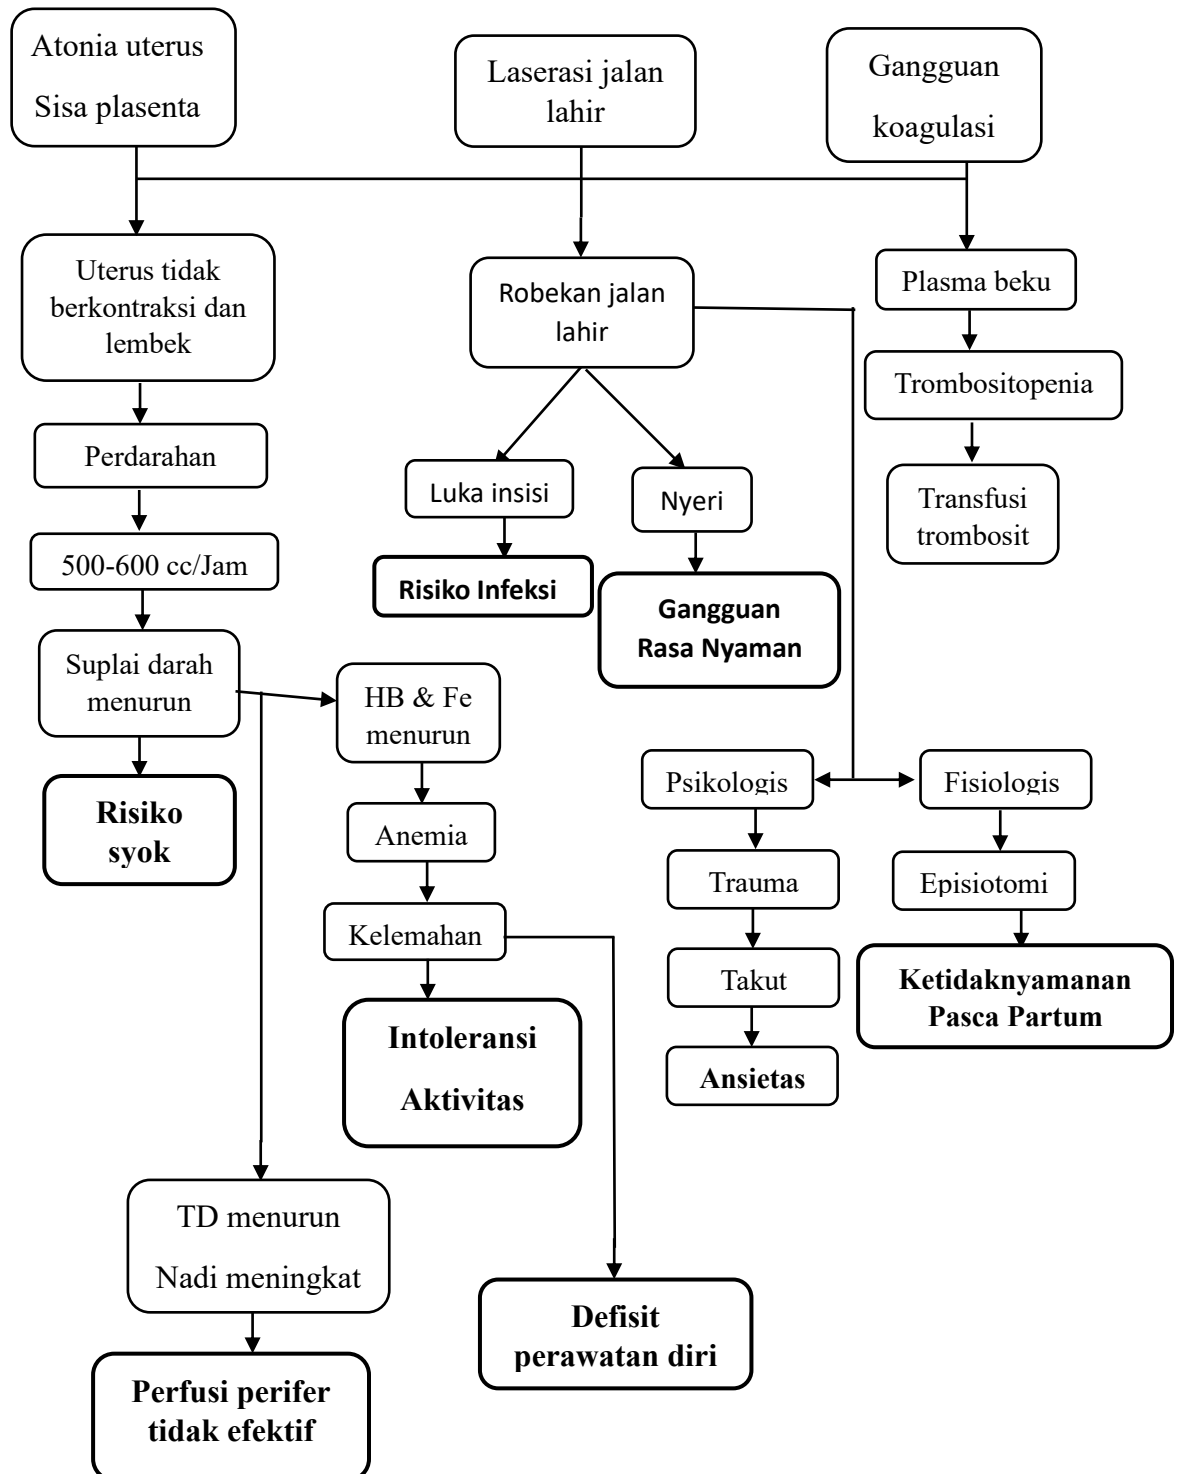 Atonia uterus
Sisa plasenta
Laserasi jalan
lahir
Gangguan
koagulasi
Uterus tidak
berkontraksi dan
lembek
Robekan jalan
lahir
Plasma beku
Trombositopenia
Perdarahan
Luka insisi
Nyeri
Transfusi
trombosit
500-600 cc/Jam
Risiko Infeksi
Gangguan
Rasa Nyaman
Suplai darah
menurun
HB & Fe
menurun
Psikologis
Fisiologis
Risiko
syok
Anemia
Trauma
Episiotomi
Kelemahan
Takut
Ketidaknyamanan
Pasca Partum
Intoleransi
Aktivitas
Ansietas
TD menurun
Nadi meningkat
Defisit
perawatan diri
Perfusi perifer
tidak efektif